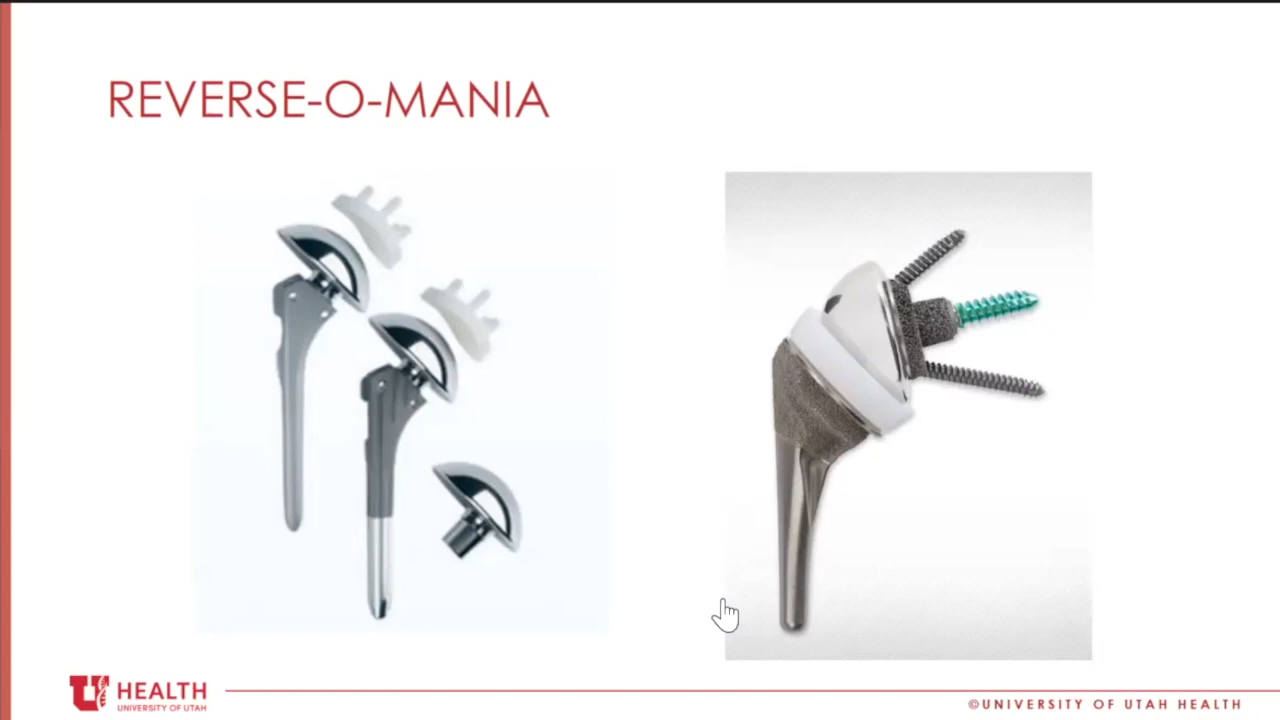 REVERSE-O-MANIA
U HEALTH
UNIVERSITY OF UTAH
©UNIVERSITY OF UTAH HEALTH